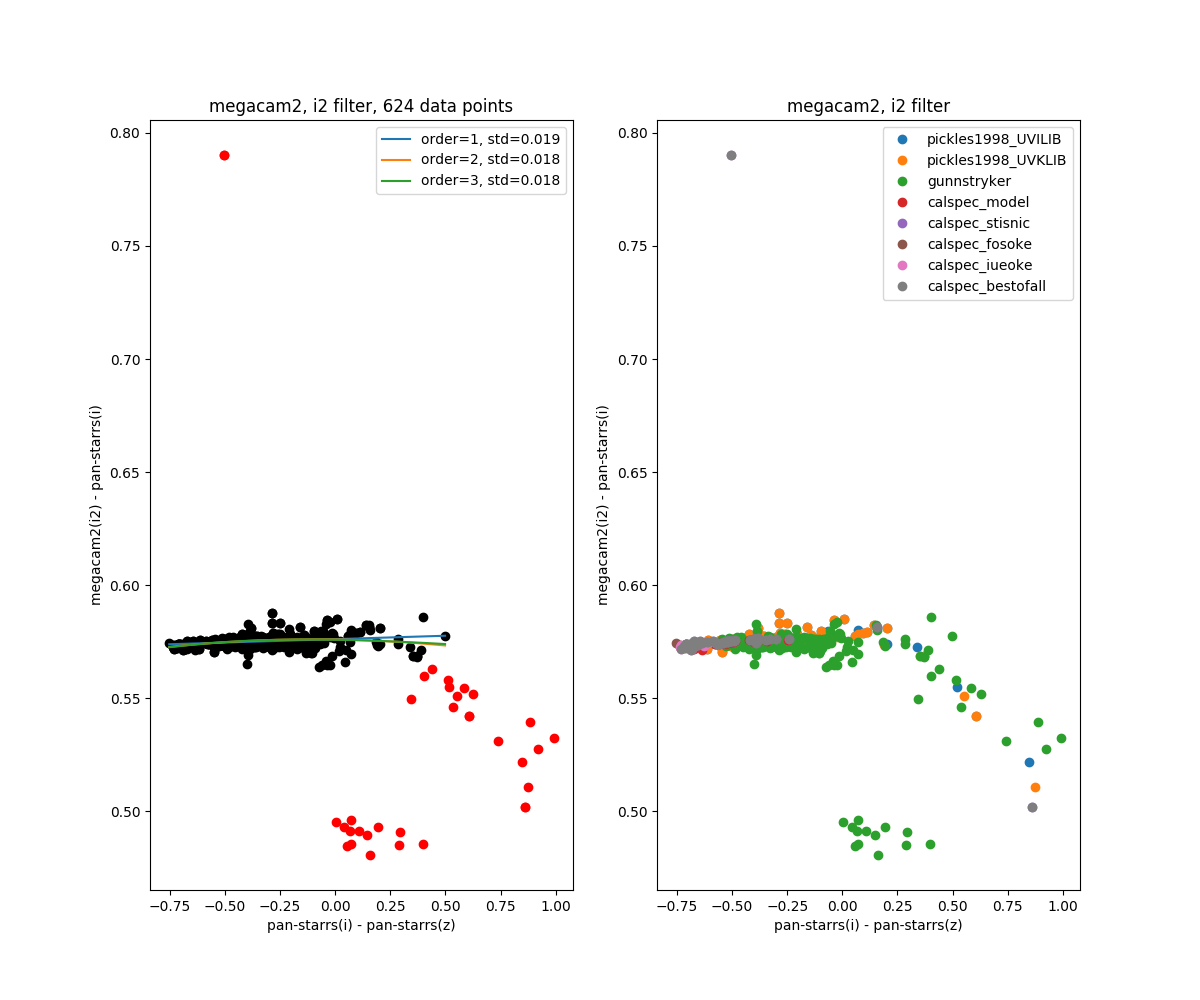 megacam2, i2 filter, 624 data points
order=1, std=0.019
order=2, std=0.018
order=3, std=0.018
0.80
0.75
0.70
0.65
0.60
0.55
0.50
megacam2(i2) - pan-starrs(i)
−0.75 −0.50 −0.25 0.00 0.25 0.50 0.75 1.00
pan-starrs(i) - pan-starrs(z)
megacam2, i2 filter
pickles1998_UVILIB
pickles1998_UVKLIB
gunnstryker
calspec_model
calspec_stisnic
calspec_fosoke
calspec_iueoke
calspec_bestofall
0.80
0.75
0.70
0.65
0.60
0.55
0.50
megacam2(i2) - pan-starrs(i)
−0.75 −0.50 −0.25 0.00 0.25 0.50 0.75 1.00
pan-starrs(i) - pan-starrs(z)